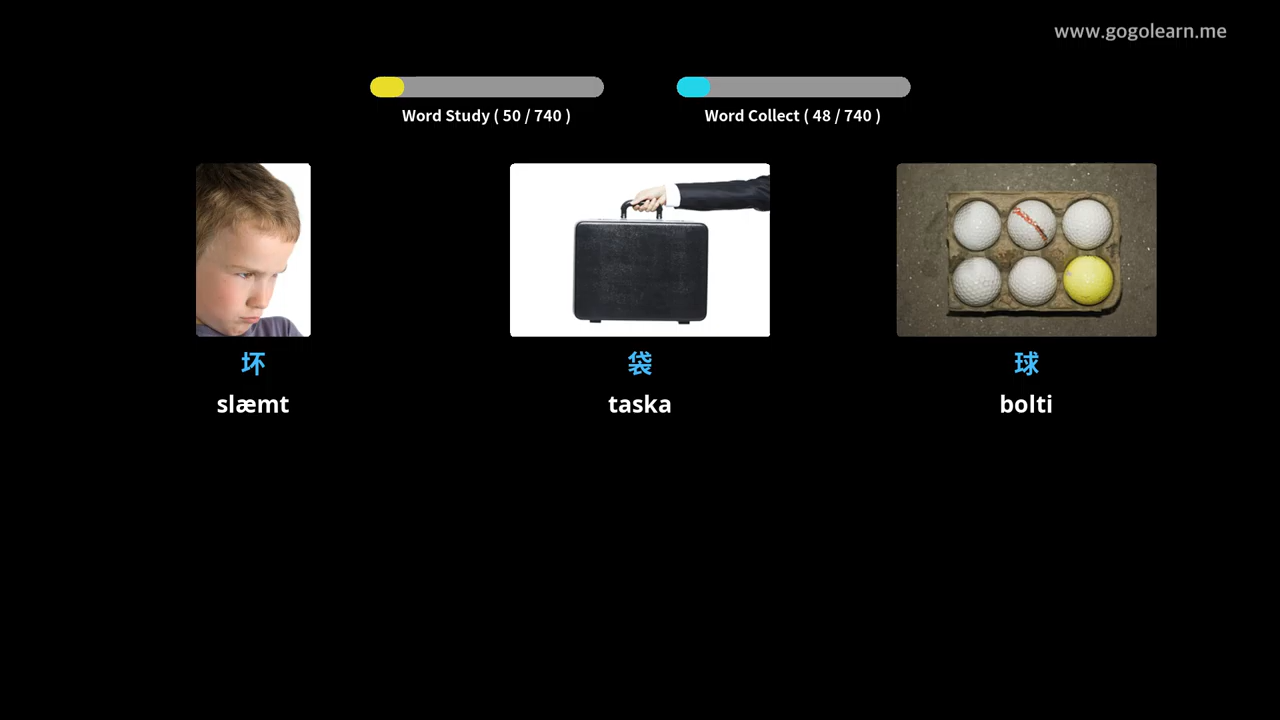 www.gogolearn.me
Word Study ( 50 / 740 )
Word Collect ( 48 / 740 )
坏
袋
球
slæmt
taska
bolti